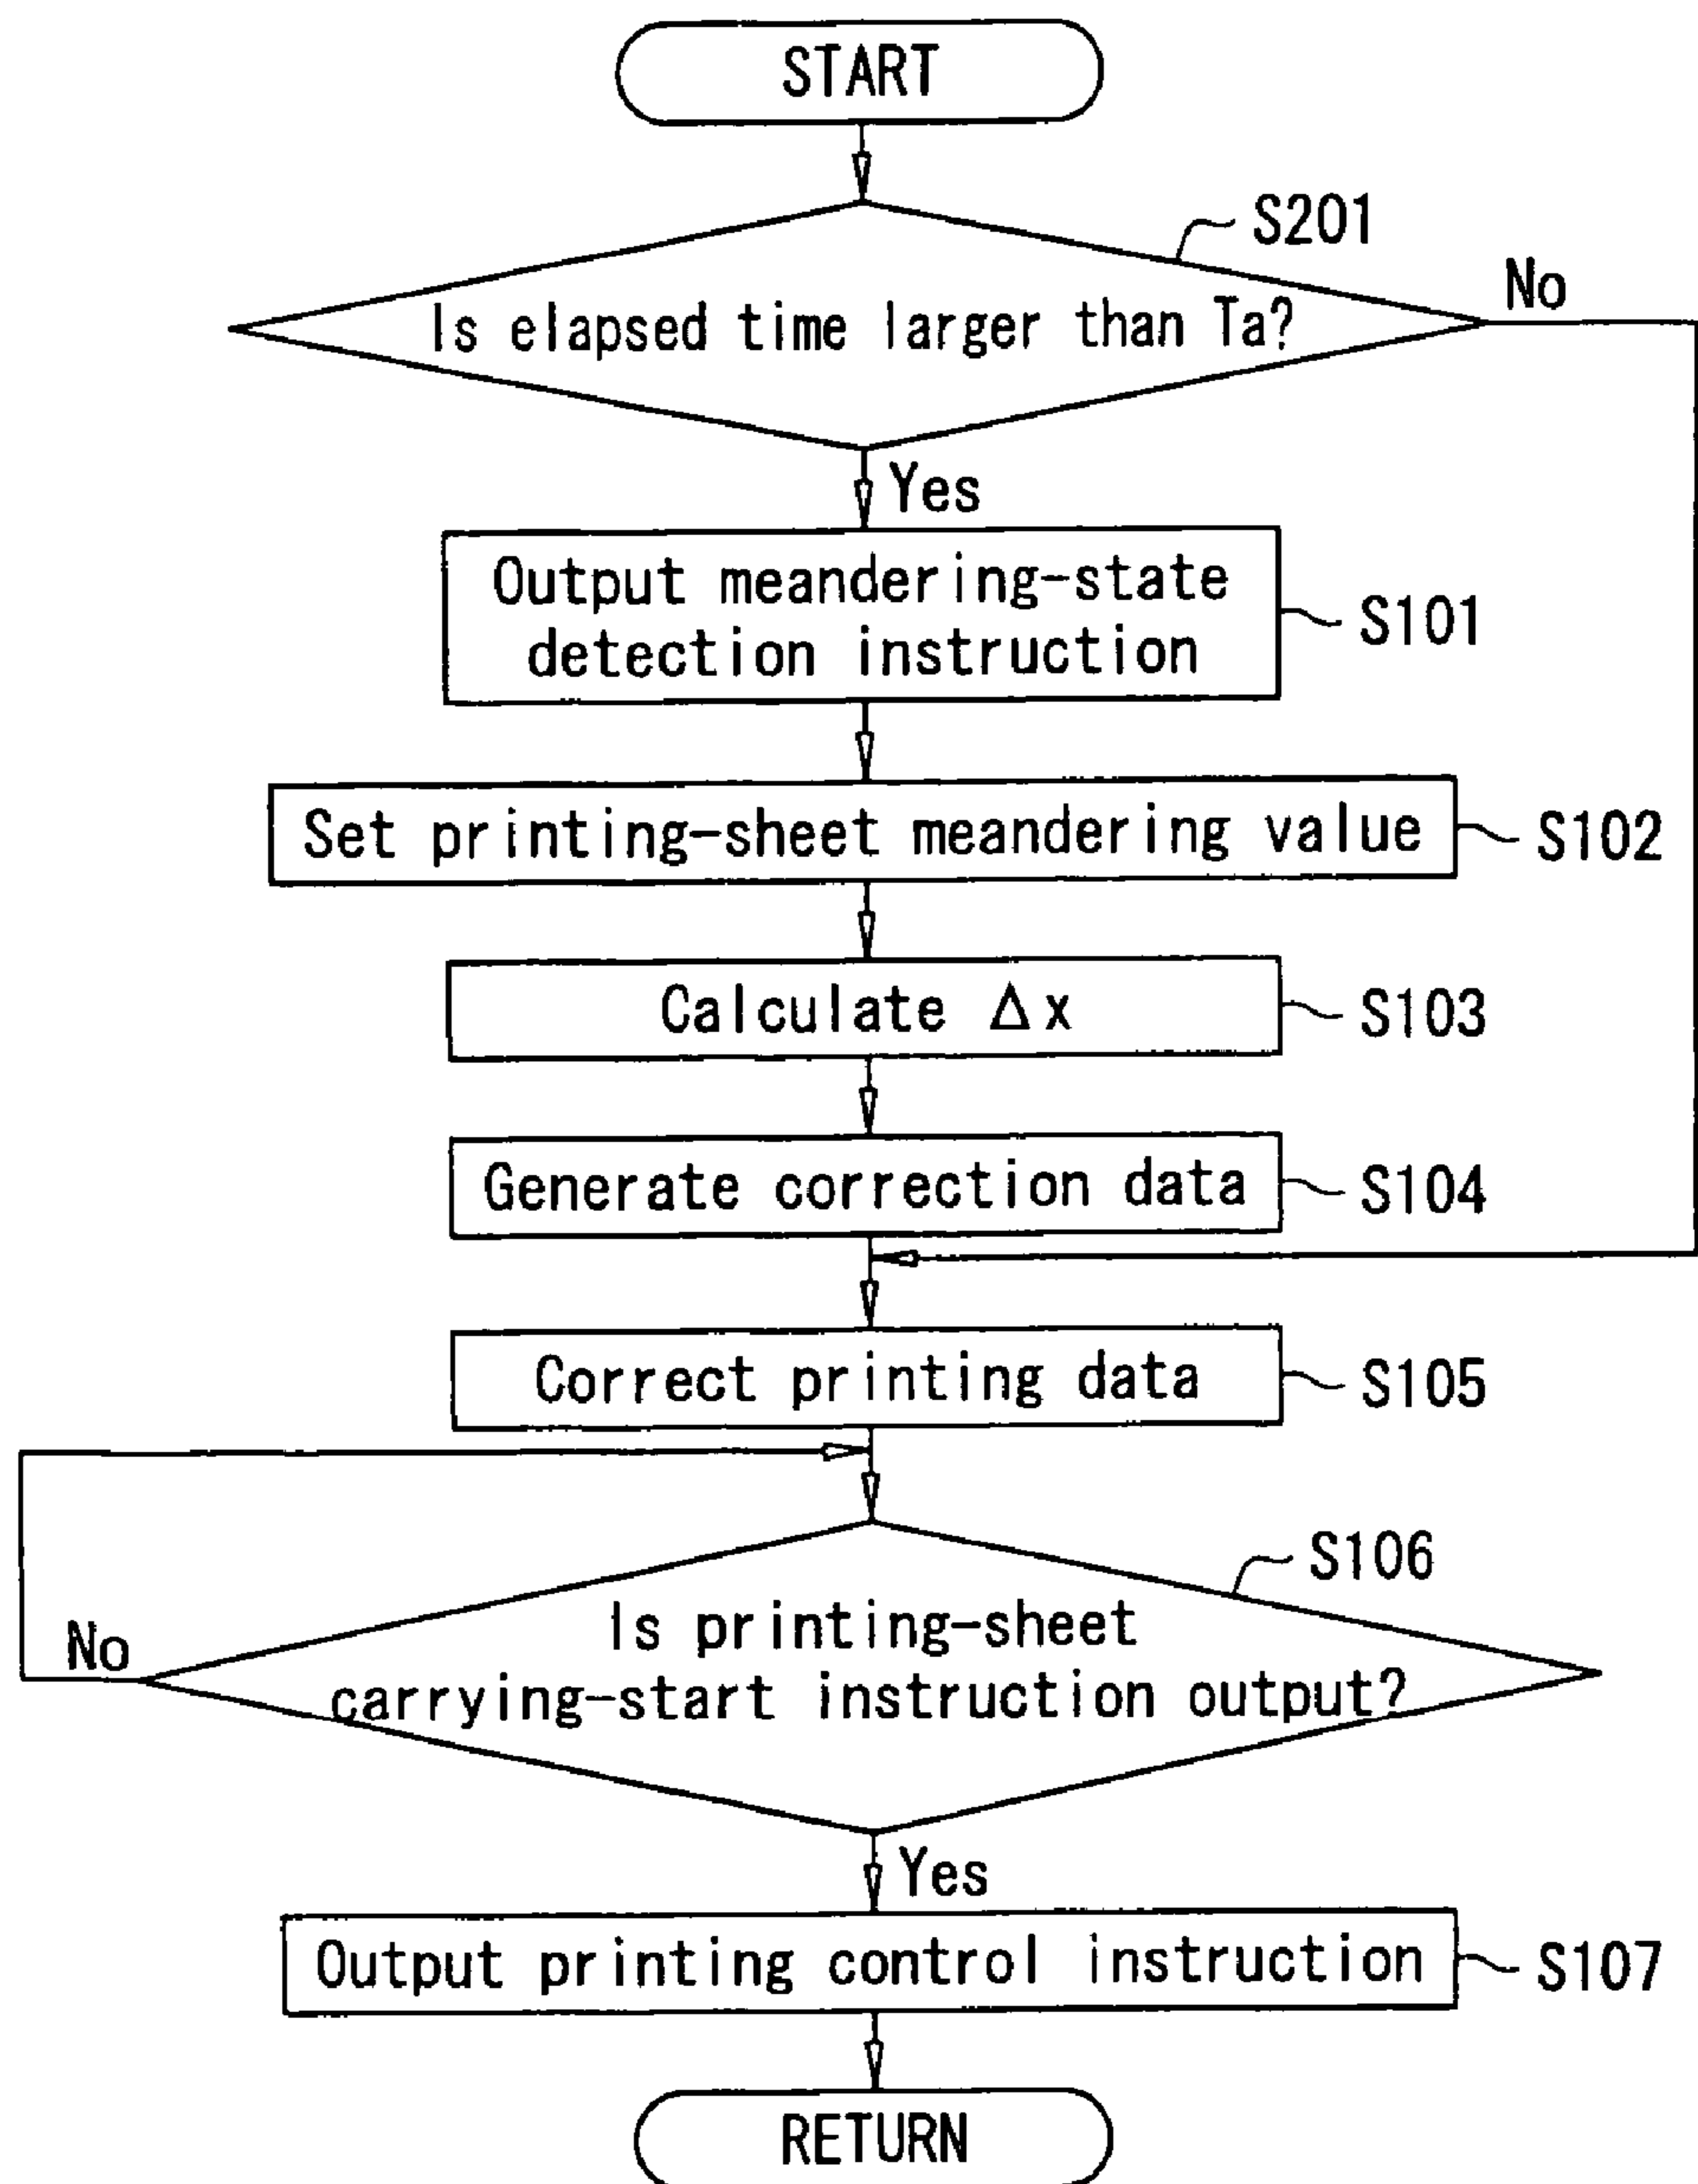 START
S201
No
Is elapsed time larger than Ta?
Yes
Output meandering-state
detection instruction
S101
Set printing-sheet meandering value
S102
Calculate Δx
S103
Generate correction data
S104
Correct printing data
S105
S106
Is printing-sheet
No
carrying-start instruction output?
Yes
Output printing control instruction
S107
RETURN